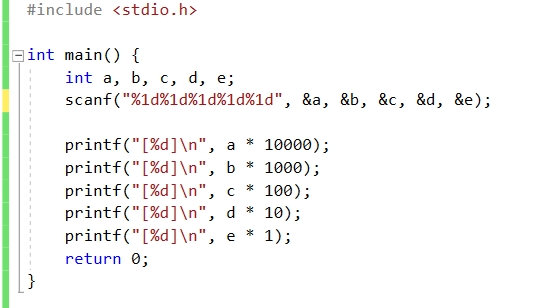 #include <stdio.h>
int main() {
int a, b, c, d, e;
scanf("%1d%1d%1d%1d%1d", &a, &b, &c, &d, &e);
printf("[%d]\n", a * 10000);
printf("[%d]\n", b * 1000);
printf("[%d]\n", c * 100);
printf("[%d]\n", d * 10);
printf("[%d]\n", e * 1);
return 0;
}